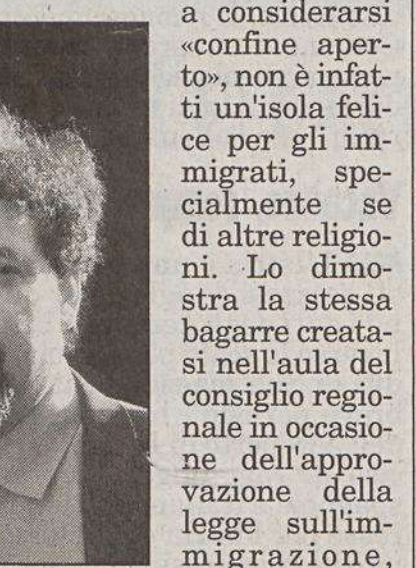 a considerarsi
«confine aper-
to», non è infat-
ti un'isola feli-
ce per gli im-
migrati, spe-
cialmente se
di altre religio-
ni. Lo dimo-
stra la stessa
bagarre creata-
si nell'aula del
consiglio regio-
nale in occasio-
ne dell'appro-
vazione della
legge sull'im-
migrazione,